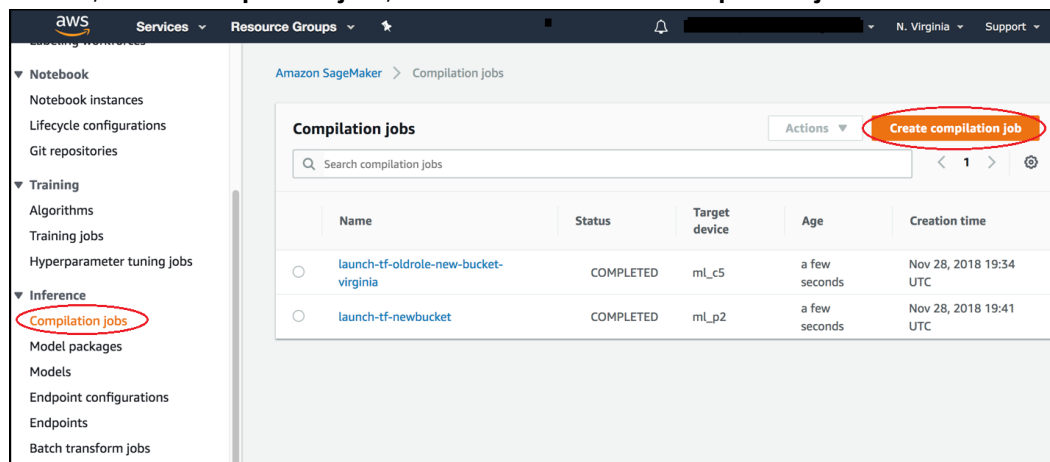 aws Services Resource Groups N. Virginia Support
Notebook
Notebook instances
Lifecycle configurations
Git repositories
Training
Algorithms
Training jobs
Hyperparameter tuning jobs
Inference
Compilation jobs
Model packages
Models
Endpoint configurations
Endpoints
Batch transform jobs
Amazon SageMaker > Compilation jobs
Compilation jobs
Actions
Create compilation job
Search compilation jobs
< 1 >
Name Status Target device Age Creation time
launch-tf-oldrole-new-bucket-
virginia
COMPLETED
ml_c5
a few
seconds
Nov 28, 2018 19:34
UTC
launch-tf-newbucket
COMPLETED
ml_p2
a few
seconds
Nov 28, 2018 19:41
UTC